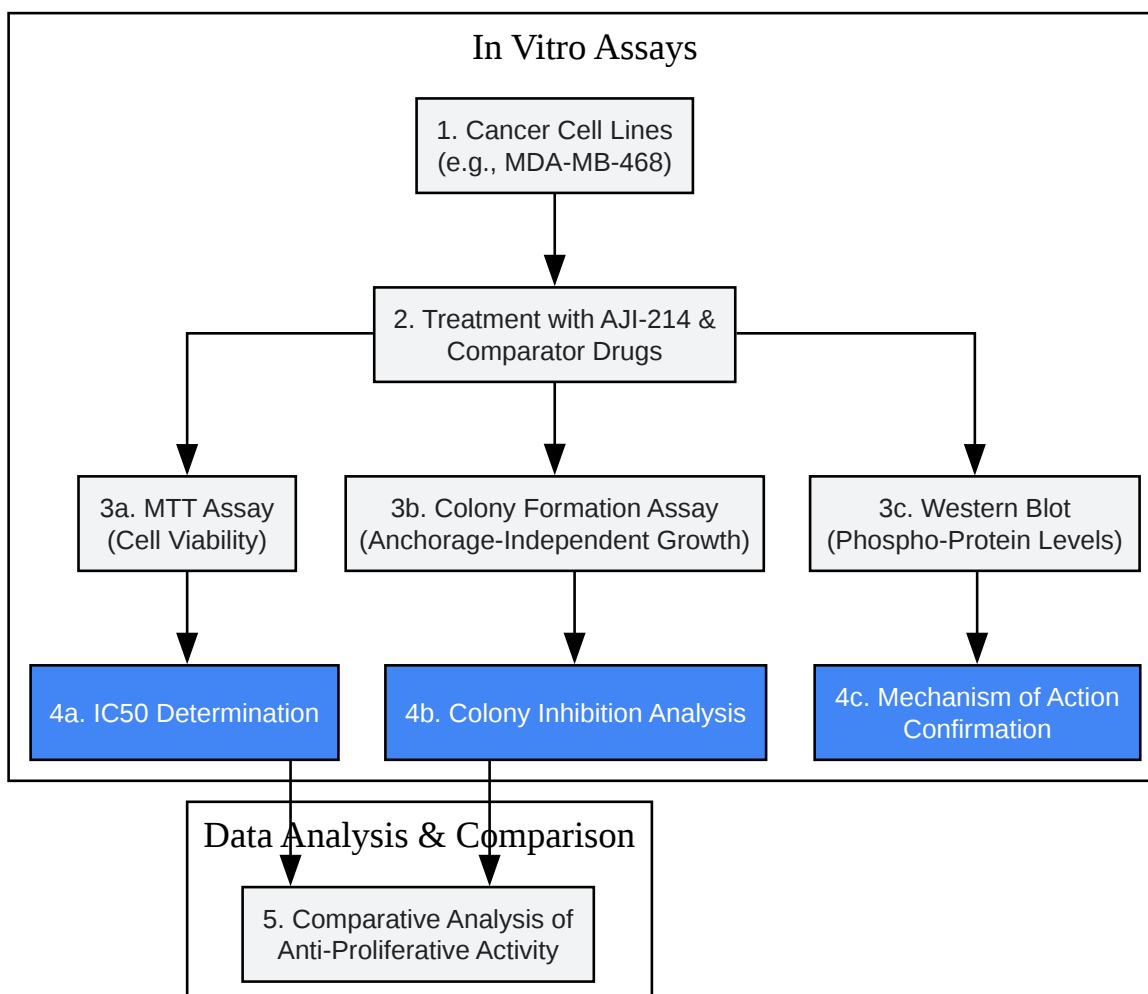 In Vitro Assays
1. Cancer Cell Lines
(e.g., MDA-MB-468)
2. Treatment with AJI-214 &
Comparator Drugs
3a. MTT Assay
(Cell Viability)
3b. Colony Formation Assay
(Anchorage-Independent Growth)
3c. Western Blot
(Phospho-Protein Levels)
4a. IC50 Determination
4b. Colony Inhibition Analysis
4c. Mechanism of Action
Confirmation
Data Analysis & Comparison
5. Comparative Analysis of
Anti-Proliferative Activity